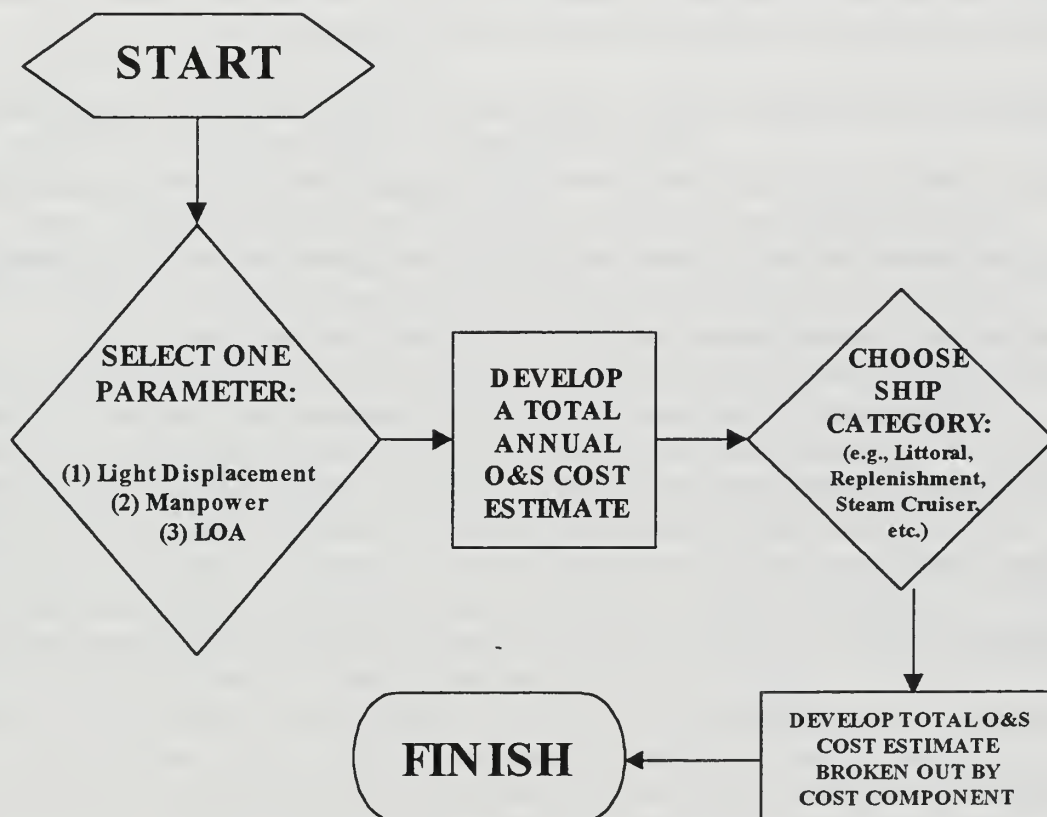 START
SELECT ONE
PARAMETER:
(1) Light Displacement
(2) Manpower
(3) LOA
DEVELOP
A TOTAL
ANNUAL
O&S COST
ESTIMATE
CHOOSE
SHIP
CATEGORY:
(e.g., Littoral,
Replenishment,
Steam Cruiser,
etc.)
DEVELOP TOTAL O&S
COST ESTIMATE
BROKEN OUT BY
COST COMPONENT
FINISH